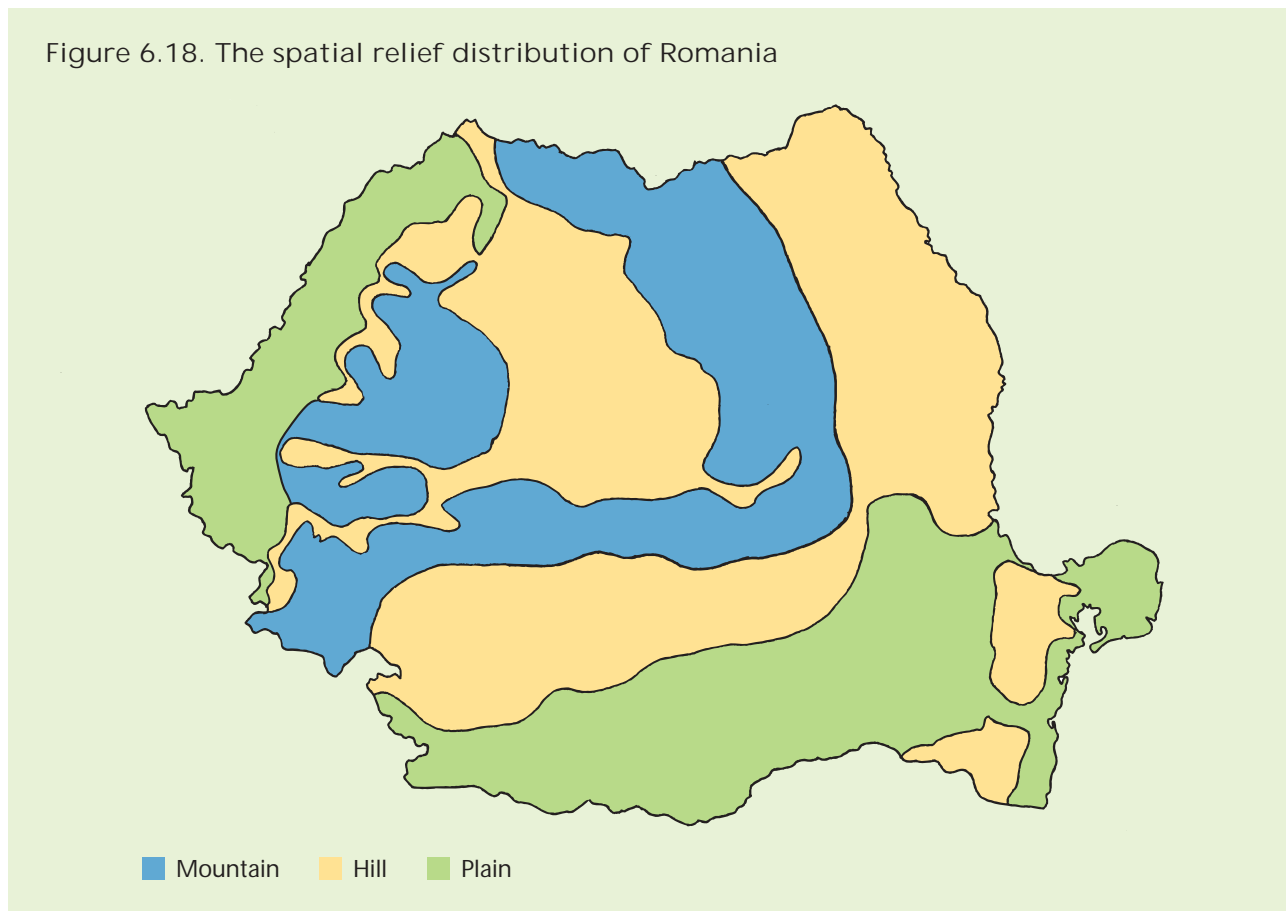 Figure 6.18. The spatial relief distribution of Romania
Mountain Hill Plain